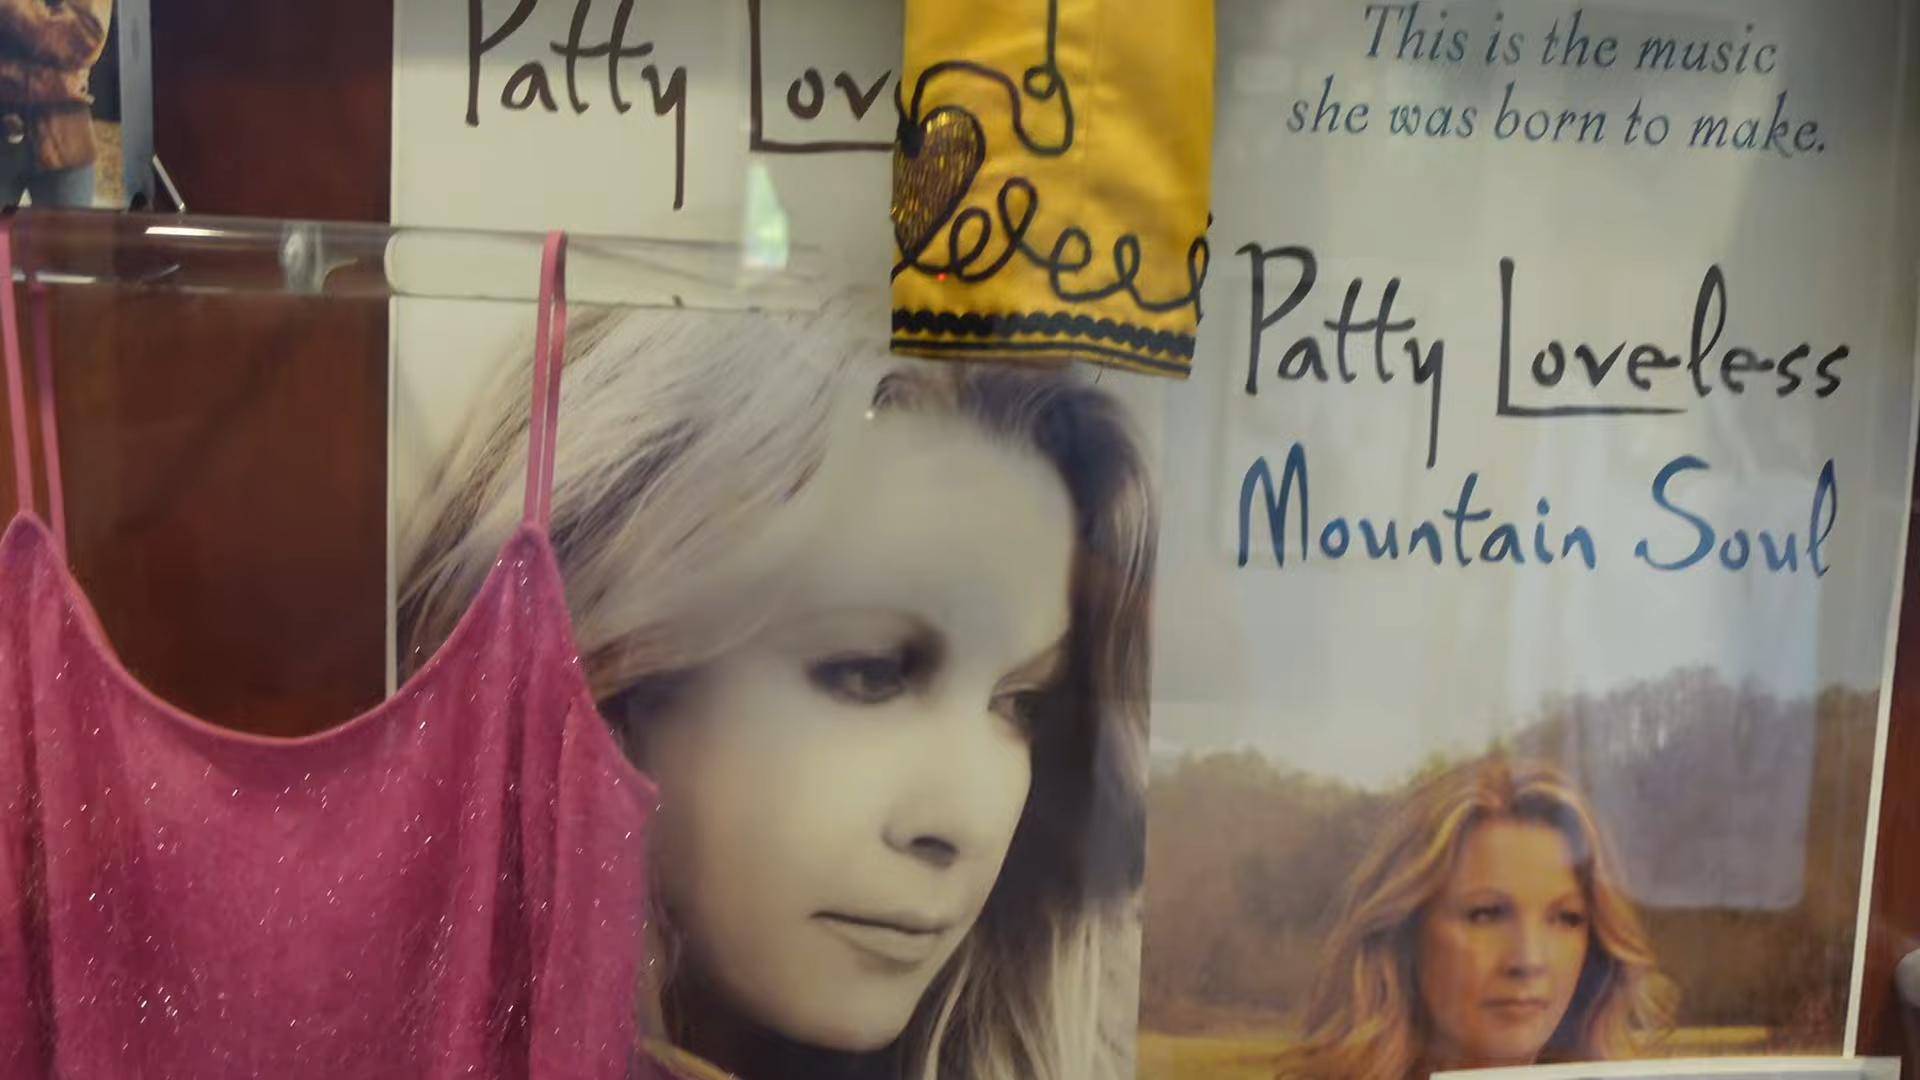 Patty Lov
This is the music
she was born to make.
Patty Loveless
Mountain Soul